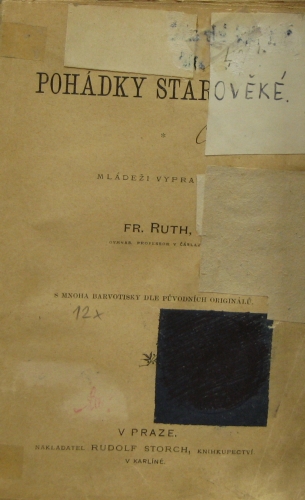 POHÁDKY STAROVĚKÉ.
MLÁDEŽI VYPRA
FR. RUTH,
S MNOHA BARVOTISKY DLE PŮVODNÍCH ORIGINÁLŮ.
12x
V PRAZE.
NAKLADATEL RUDOLF STORCH, KNIHKUPECTVÍ
V KARLÍNĚ.